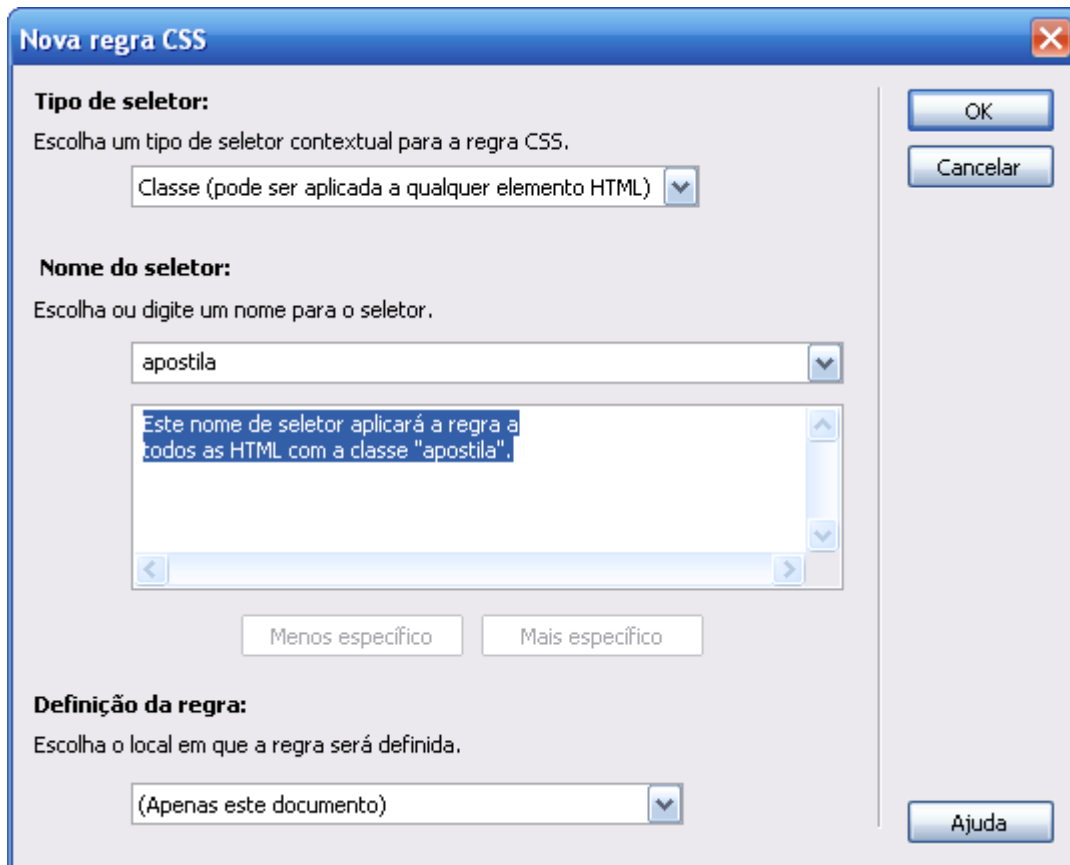 Nova regra CSS
Tipo de seletor:
Escolha um tipo de seletor contextual para a regra CSS.
Classe (pode ser aplicada a qualquer elemento HTML)
OK
Cancelar
Nome do seletor:
Escolha ou digite um nome para o seletor.
apostila
Este nome de seletor aplicará a regra a
todos as HTML com a classe "apostila".
Menos específico
Mais específico
Definição da regra:
Escolha o local em que a regra será definida.
(Apenas este documento)
Ajuda